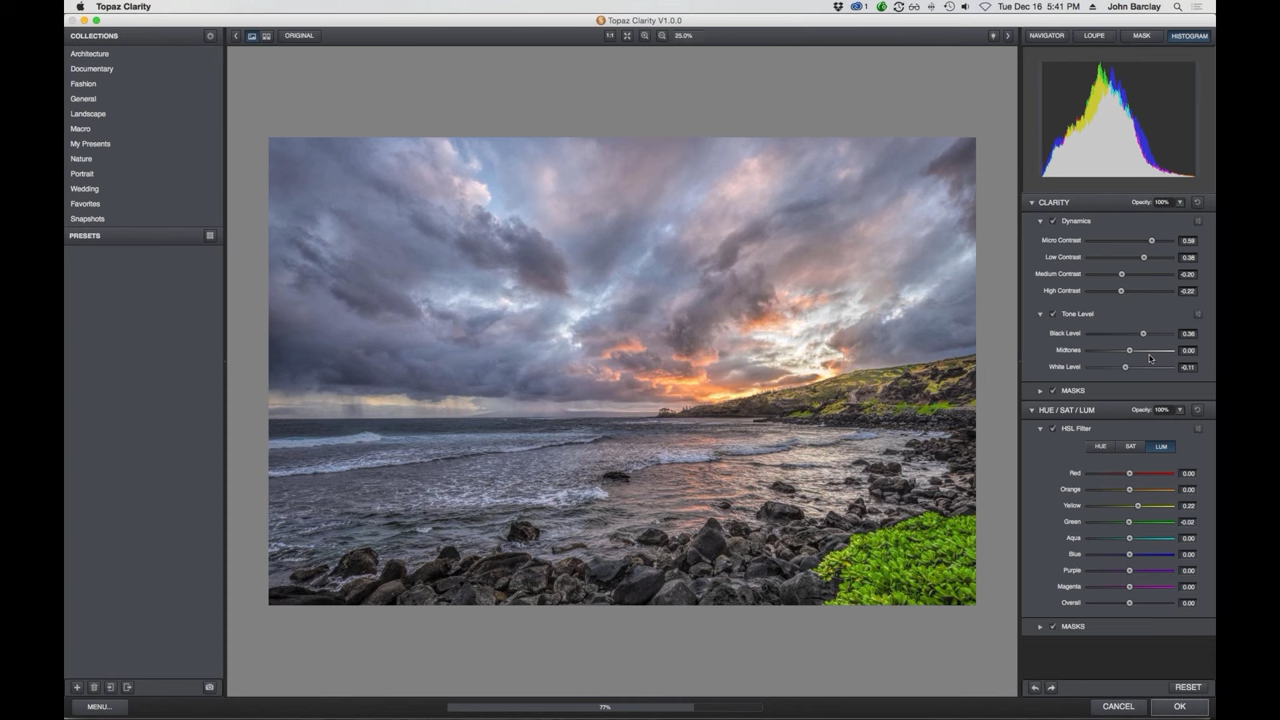 Topaz Clarity
1
Tue Dec 16 5:41 PM
John Barclay
Topaz Clarity V1.0.0
COLLECTIONS
ORIGINAL
1:1
25.0%
NAVIGATOR
LOUPE
MASK
HISTOGRAM
Architecture
Documentary
Fashion
General
Landscape
Macro
My Presents
Nature
Portrait
Wedding
Favorites
Snapshots
PRESETS
CLARITY
Opacity: 100%
Dynamics
Micro Contrast 0.59
Low Contrast 0.38
Medium Contrast -0.20
High Contrast -0.22
Tone Level
Black Level 0.36
Midtones 0.00
White Level -0.11
MASKS
HUE / SAT / LUM
Opacity: 100%
HSL Filter
HUE
SAT
LUM
Red 0.00
Orange 0.00
Yellow 0.22
Green -0.02
Aqua 0.00
Blue 0.00
Purple 0.00
Magenta 0.00
Overall 0.00
MASKS
RESET
MENU...
77%
CANCEL
OK